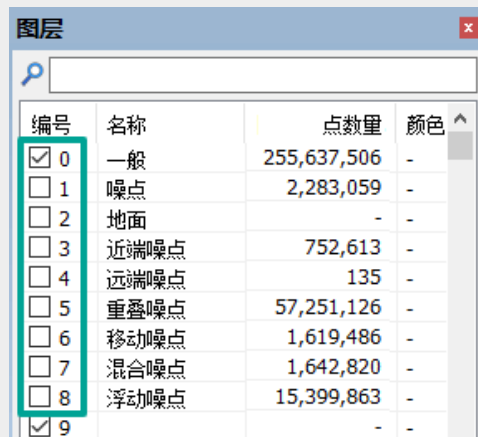 图层
编号 名称 点数量 颜色
0 一般 255,637,506 -
1 噪点 2,283,059 -
2 地面 - -
3 近端噪点 752,613 -
4 远端噪点 135 -
5 重叠噪点 57,251,126 -
6 移动噪点 1,619,486 -
7 混合噪点 1,642,820 -
8 浮动噪点 15,399,863 -
9 - -